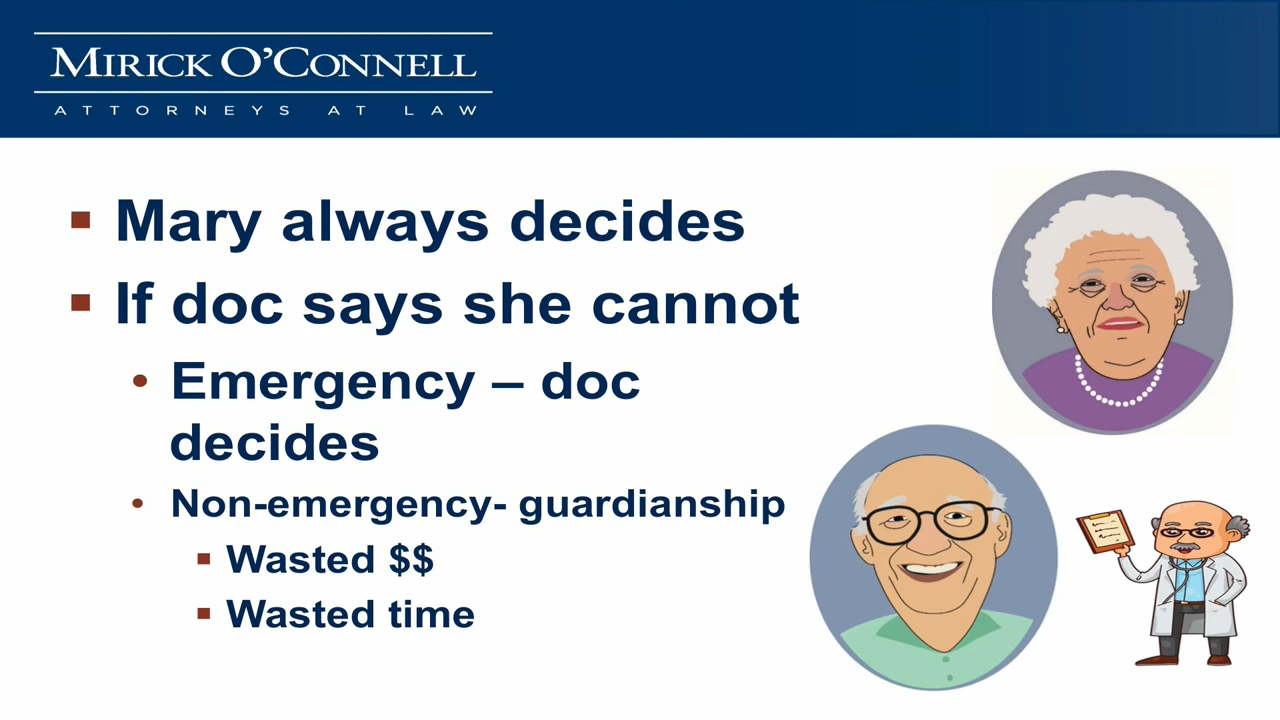 MIRICK O'CONNELL
ATTORNEYS AT LAW
Mary always decides
If doc says she cannot
Emergency – doc
decides
Non-emergency- guardianship
Wasted $$
Wasted time